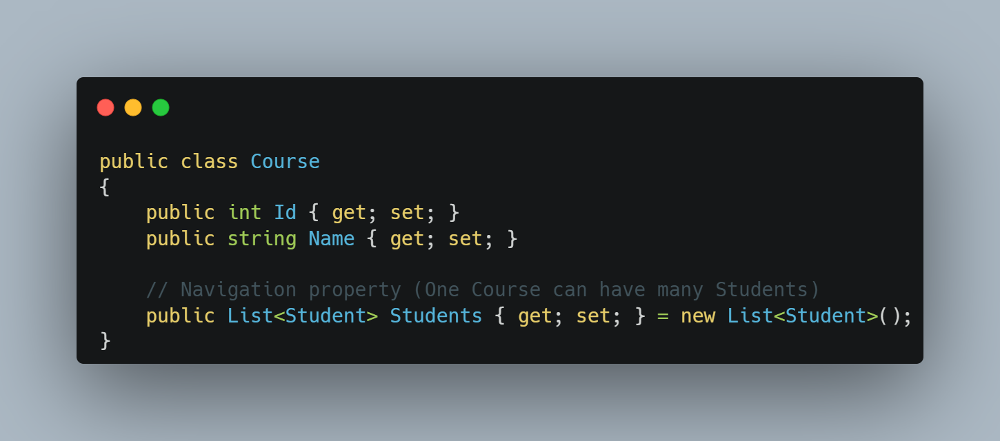 public class Course
{
    public int Id { get; set; }
    public string Name { get; set; }

    // Navigation property (One Course can have many Students)
    public List<Student> Students { get; set; } = new List<Student>();
}